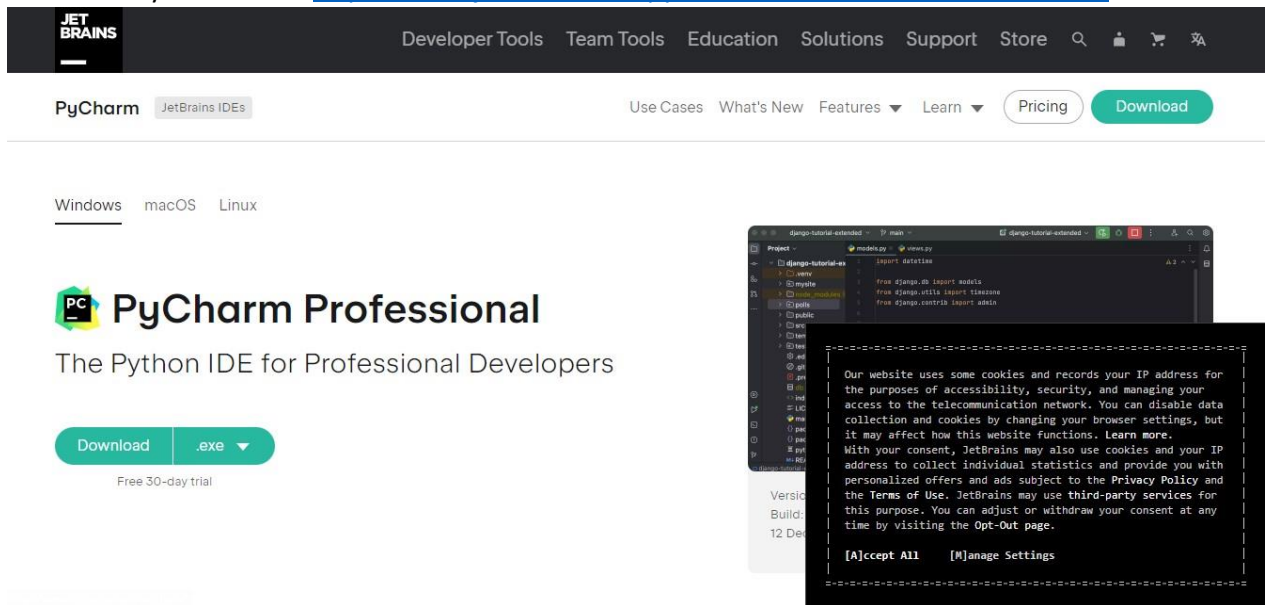 JET
BRAINS
Developer Tools Team Tools Education Solutions Support Store
PyCharm JetBrains IDEs Use Cases What's New Features Learn Pricing Download
Windows macOS Linux
PC PyCharm Professional
The Python IDE for Professional Developers
Download .exe
Free 30-day trial
django-tutorial-extended main django-tutorial-extended
Project models.py views.py
django-tutorial-ex import datetime
.venv
mysite from django.db import models
node_modules from django.utils import timezone
polls from django.contrib import admin
public
Our website uses some cookies and records your IP address for
the purposes of accessibility, security, and managing your
access to the telecommunication network. You can disable data
collection and cookies by changing your browser settings, but
it may affect how this website functions. Learn more.
With your consent, JetBrains may also use cookies and your IP
address to collect individual statistics and provide you with
personalized offers and ads subject to the Privacy Policy and
the Terms of Use. JetBrains may use third-party services for
this purpose. You can adjust or withdraw your consent at any
time by visiting the Opt-Out page.
[A]ccept All [M]anage Settings
Versio
Build:
12 Dec